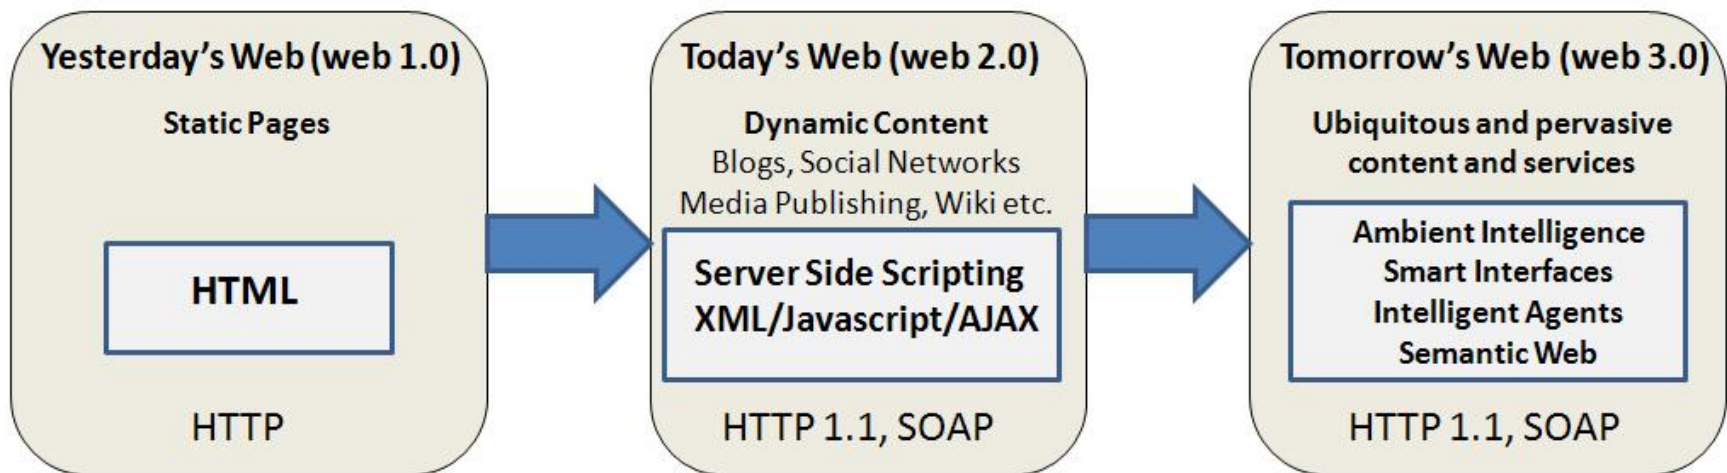 Yesterday's Web (web 1.0)
Static Pages
HTML
HTTP
Today's Web (web 2.0)
Dynamic Content
Blogs, Social Networks
Media Publishing, Wiki etc.
Server Side Scripting
XML/Javascript/AJAX
HTTP 1.1, SOAP
Tomorrow's Web (web 3.0)
Ubiquitous and pervasive
content and services
Ambient Intelligence
Smart Interfaces
Intelligent Agents
Semantic Web
HTTP 1.1, SOAP